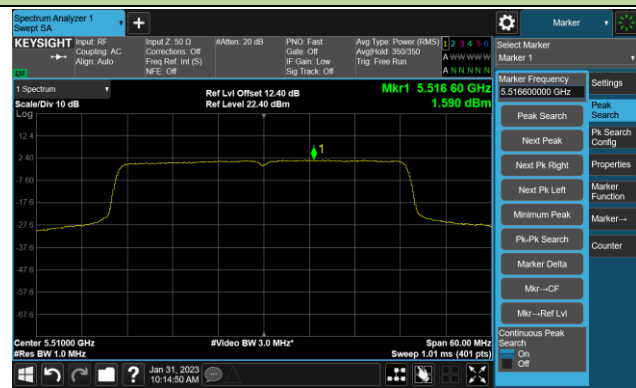 Spectrum Analyzer 1
Swept SA
Marker
KEYSIGHT
Input: RF
Coupling: AC
Align: Auto
Input Z: 50 Ω
Corrections: Off
Freq Ref: Int (S)
NFE: Off
#Atten: 20 dB
PNO: Fast
Gate: Off
IF Gain: Low
Sig Track: Off
Avg Type: Power (RMS)
Avg|Hold: 350/350
Trig: Free Run
1 2 3 4 5 6
A W W W W W
A N N N N N
Select Marker
Marker 1
1 Spectrum
Scale/Div 10 dB
Log
Ref Lvl Offset 12.40 dB
Ref Level 22.40 dBm
Mkr1 5.516 60 GHz
1.590 dBm
12.4
2.40
-7.60
-17.6
-27.6
-37.6
-47.6
-57.6
-67.6
1
Center 5.51000 GHz
#Res BW 1.0 MHz
#Video BW 3.0 MHz*
Span 60.00 MHz
Sweep 1.01 ms (401 pts)
Marker Frequency
5.516600000 GHz
Peak Search
Next Peak
Next Pk Right
Next Pk Left
Minimum Peak
Pk-Pk Search
Marker Delta
Mkr→CF
Mkr→Ref Lvl
Continuous Peak
Search
On
Off
Settings
Peak
Search
Pk Search
Config
Properties
Marker
Function
Marker→
Counter
?
Jan 31, 2023
10:14:50 AM